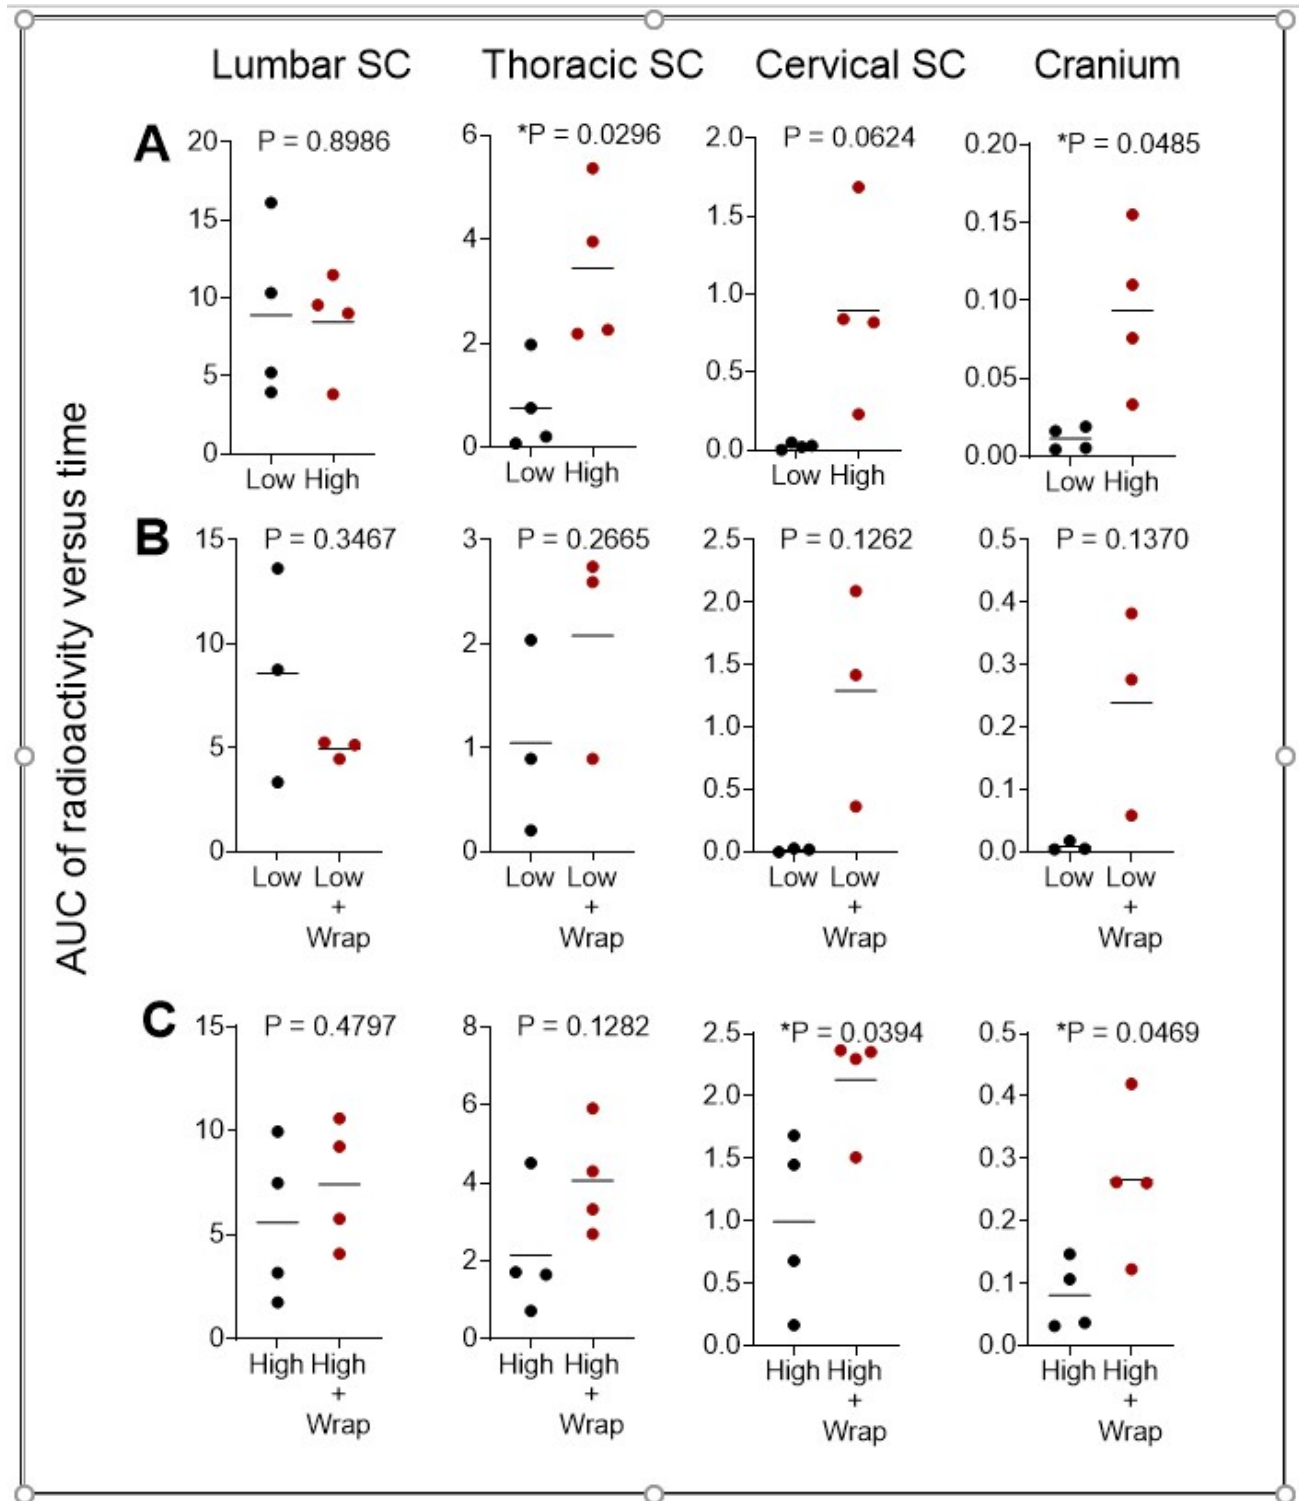 Lumbar SC Thoracic SC Cervical SC Cranium
AUC of radioactivity versus time
A
P = 0.8986
20
15
10
5
0
Low High
*P = 0.0296
6
4
2
0
Low High
P = 0.0624
2.0
1.5
1.0
0.5
0.0
Low High
*P = 0.0485
0.20
0.15
0.10
0.05
0.00
Low High
B
P = 0.3467
15
10
5
0
Low Low
+
Wrap
P = 0.2665
3
2
1
0
Low Low
+
Wrap
P = 0.1262
2.5
2.0
1.5
1.0
0.5
0.0
Low Low
+
Wrap
P = 0.1370
0.5
0.4
0.3
0.2
0.1
0.0
Low Low
+
Wrap
C
P = 0.4797
15
10
5
0
High High
+
Wrap
P = 0.1282
8
6
4
2
0
High High
+
Wrap
*P = 0.0394
2.5
2.0
1.5
1.0
0.5
0.0
High High
+
Wrap
*P = 0.0469
0.5
0.4
0.3
0.2
0.1
0.0
High High
+
Wrap